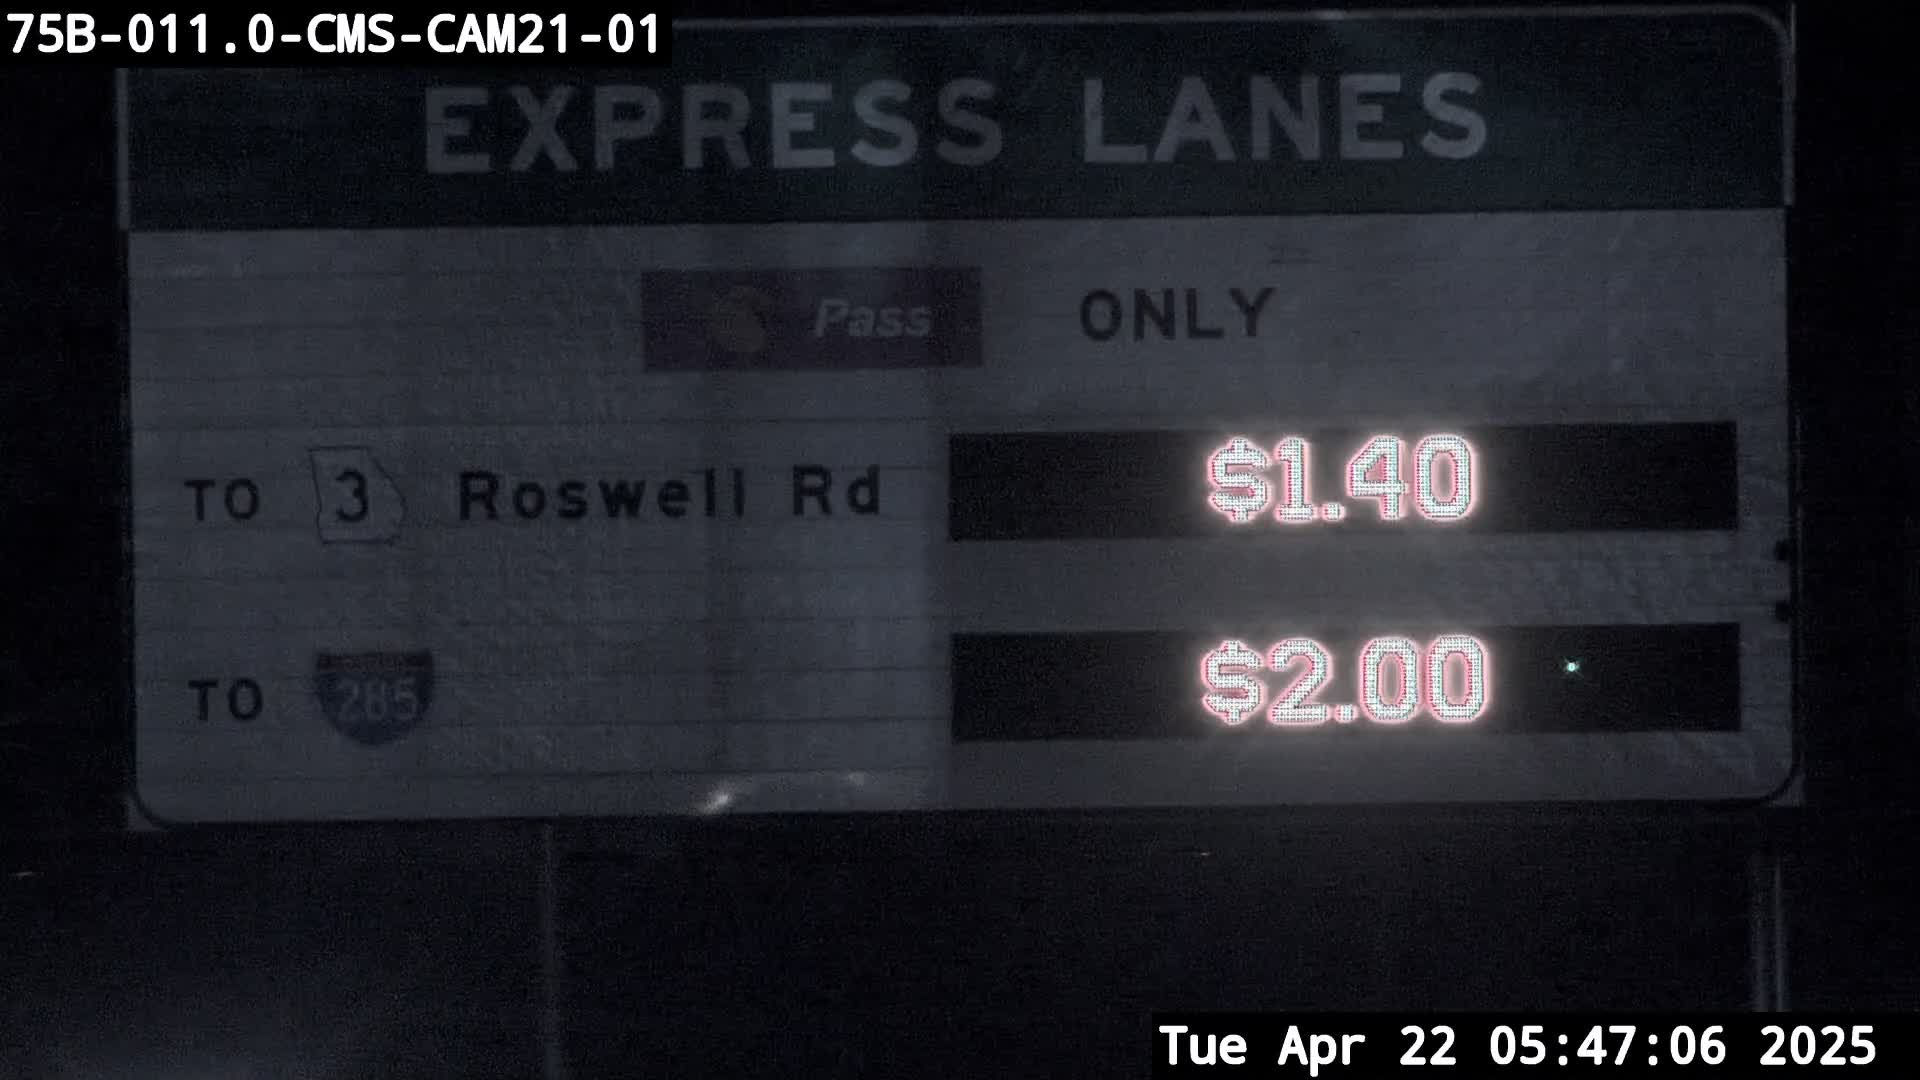 75B-011.0-CMS-CAM21-01
EXPRESS LANES
Pass ONLY
TO 3 Roswell Rd $1.40
TO 285 $2.00
Tue Apr 22 05:47:06 2025